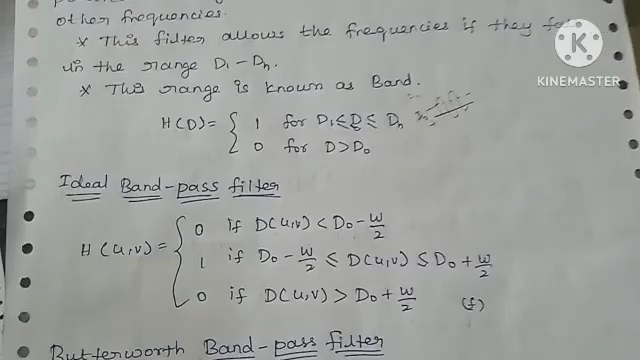 other frequencies.
* This filter allows the frequencies if they
in the range D1 - Dn.
* This range is known as Band.
H(D) = { 1 for D1 ≤ D ≤ Dn
0 for D > D0
Ideal Band-pass filter
H(u,v) = { 0 if D(u,v) < D0 - W/2
1 if D0 - W/2 ≤ D(u,v) ≤ D0 + W/2
0 if D(u,v) > D0 + W/2
Butterworth Band-pass filter
K
KINEMASTER